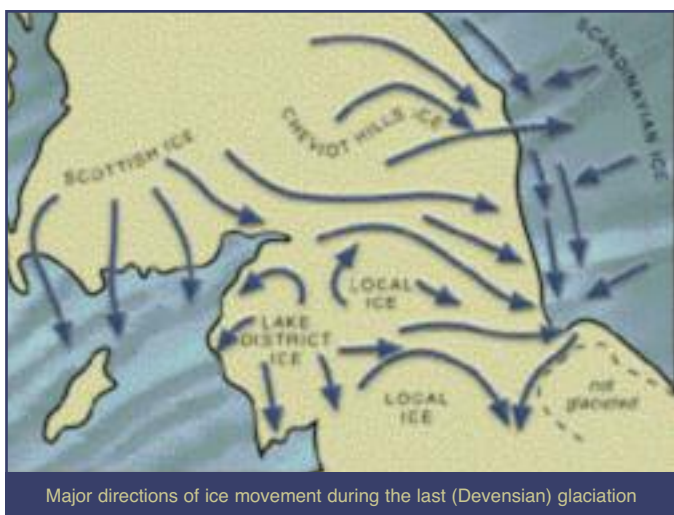 SCANDINAVIAN ICE
CHEVIOT HILLS ICE
SCOTTISH ICE
LOCAL
ICE
LAKE
DISTRICT
ICE
LOCAL
ICE
not
glaciated
Major directions of ice movement during the last (Devensian) glaciation